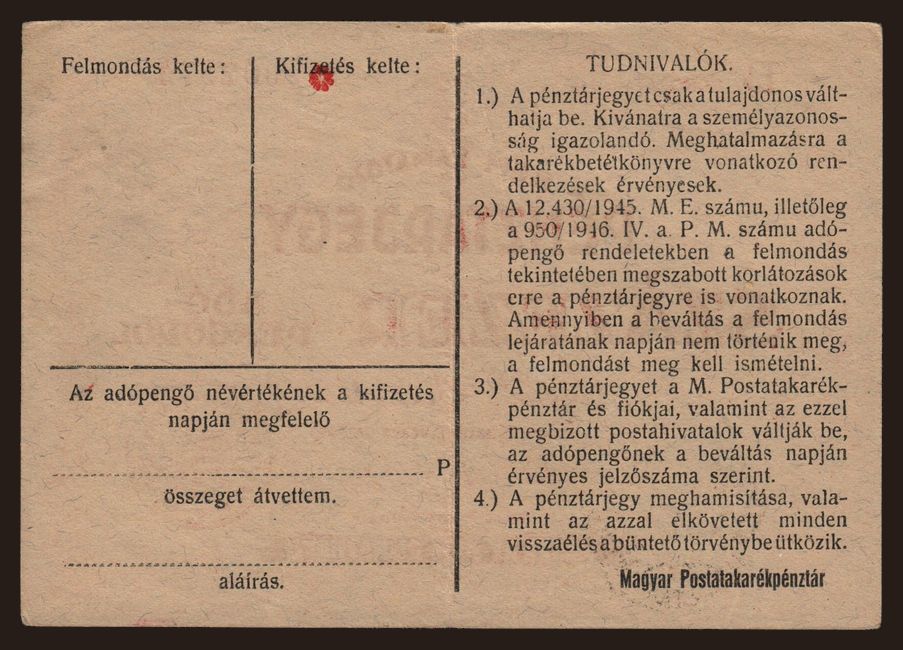 Felmondás kelte:
Kifizetés kelte:
Az adópengő névértékének a kifizetés
napján megfelelő
P
összeget átvettem.
aláírás.
TUDNIVALÓK.
1.) A pénztárjegyet csak a tulajdonos vált-
hatja be. Kivánatra a személyazonos-
ság igazolandó. Meghatalmazásra a
takarékbetétkönyvre vonatkozó ren-
delkezések érvényesek.
2.) A 12.430/1945. M. E. számu, illetőleg
a 950/1946. IV. a. P. M. számu adó-
pengő rendeletekben a felmondás
tekintetében megszabott korlátozások
erre a pénztárjegyre is vonatkoznak.
Amennyiben a beváltás a felmondás
lejáratának napján nem történik meg,
a felmondást meg kell ismételni.
3.) A pénztárjegyet a M. Postatakarék-
pénztár és fiókjai, valamint az ezzel
megbizott postahivatalok váltják be,
az adópengőnek a beváltás napján
érvényes jelzőszáma szerint.
4.) A pénztárjegy meghamisítása, vala-
mint az azzal elkövetett minden
visszaélés a büntető törvénybe ütközik.
Magyar Postatakarékpénztár